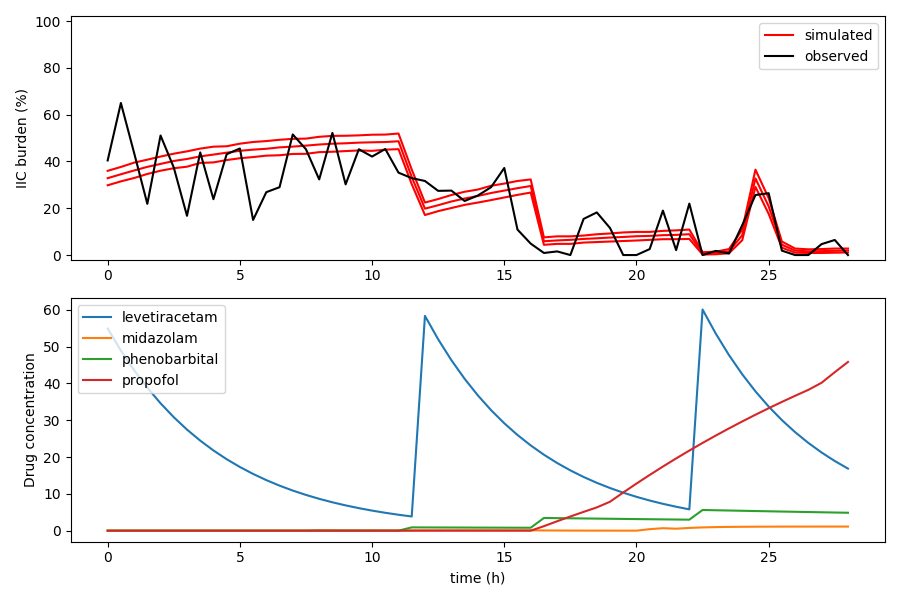 IIC burden (%)
100
80
60
40
20
0
simulated
observed
0
5
10
15
20
25
Drug concentration
60
50
40
30
20
10
0
levetiracetam
midazolam
phenobarbital
propofol
0
5
10
15
20
25
time (h)